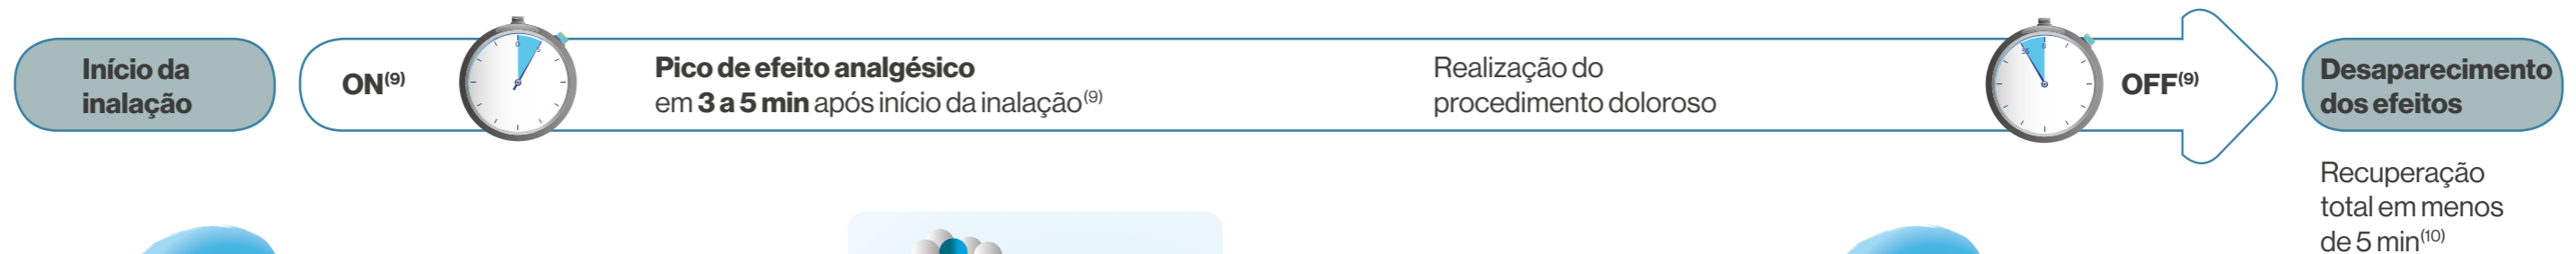 Início da
inalação
ON(9)
Pico de efeito analgésico
em 3 a 5 min após início da inalação(9)
Realização do
procedimento doloroso
OFF(9)
Desaparecimento
dos efeitos
Recuperação
total em menos
de 5 min(10)